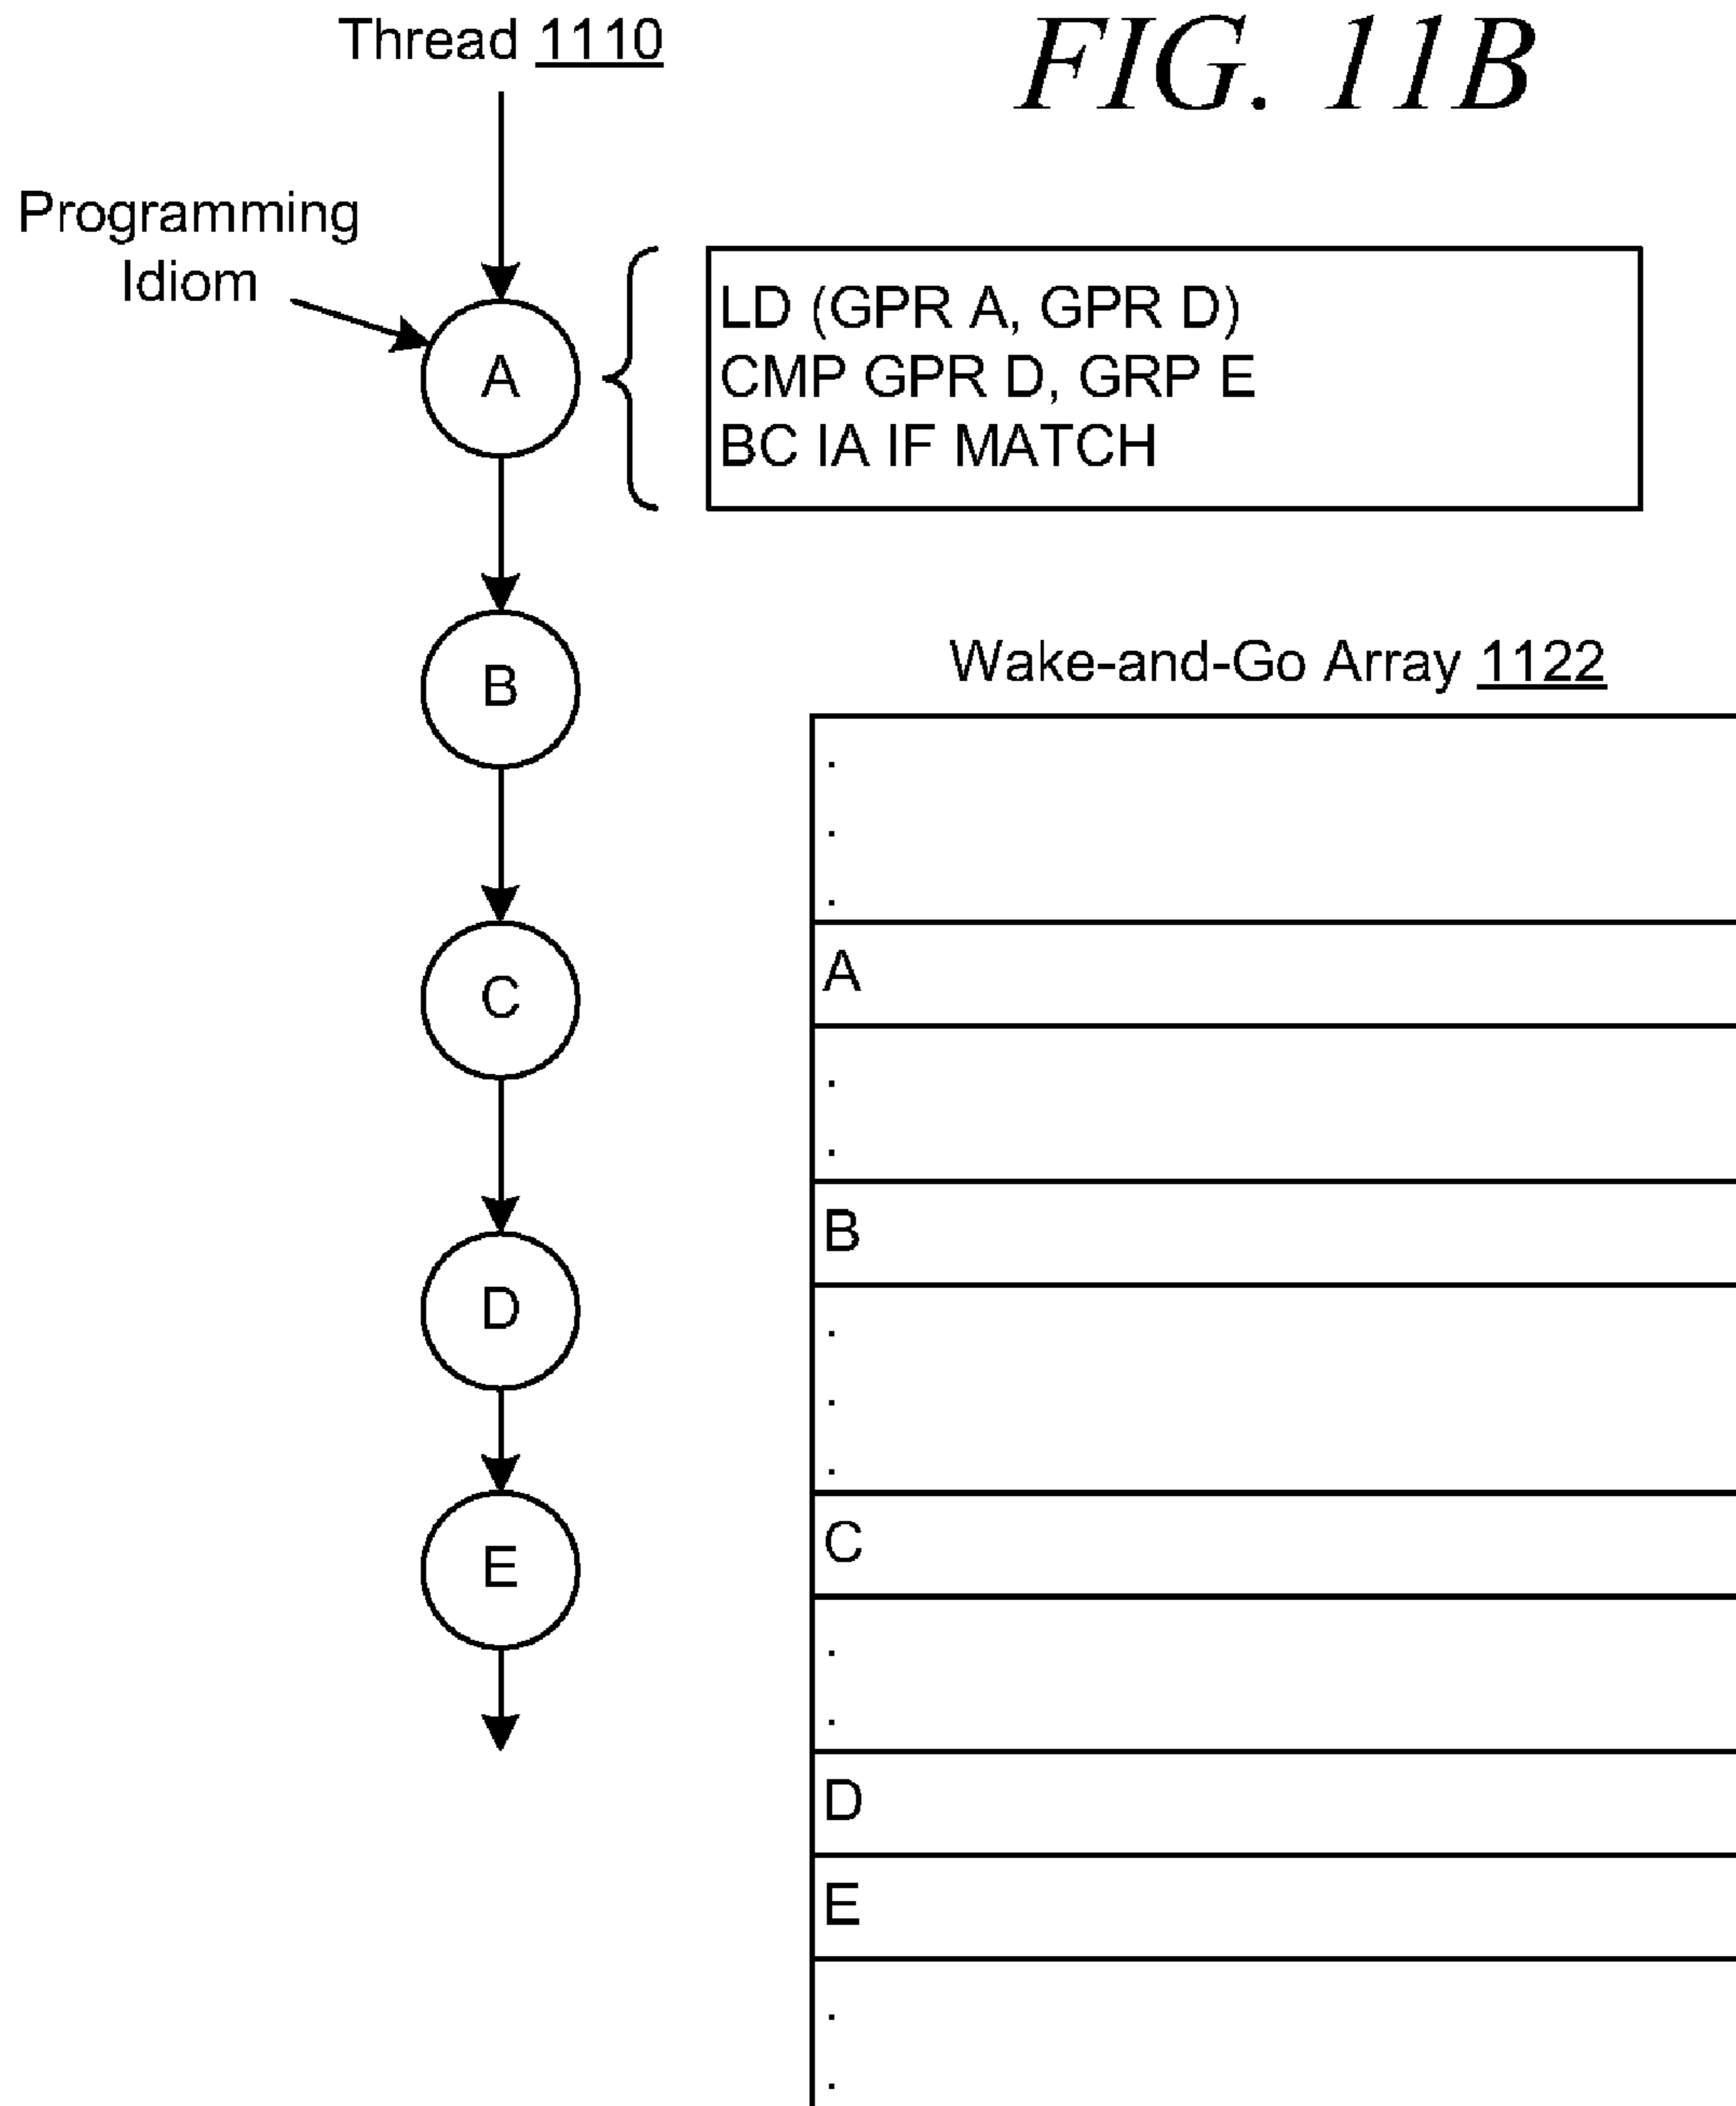 Thread 1110
FIG. 11B
Programming
Idiom
A
LD (GPR A, GPR D)
CMP GPR D, GRP E
BC IA IF MATCH
B
C
D
E
Wake-and-Go Array 1122
.
.
.
A
.
.
B
.
.
.
C
.
.
D
E
.
.